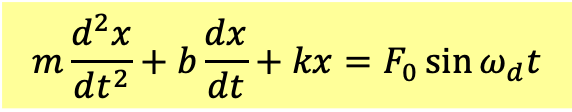 m d²x/dt² + b dx/dt + kx = F₀ sin ω_d t